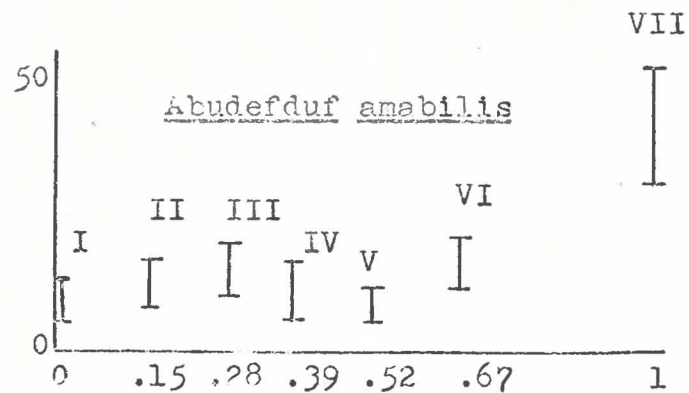 VII
50
Abudefduf amabilis
II III VI
I IV V
0
0 .15 .28 .39 .52 .67 1